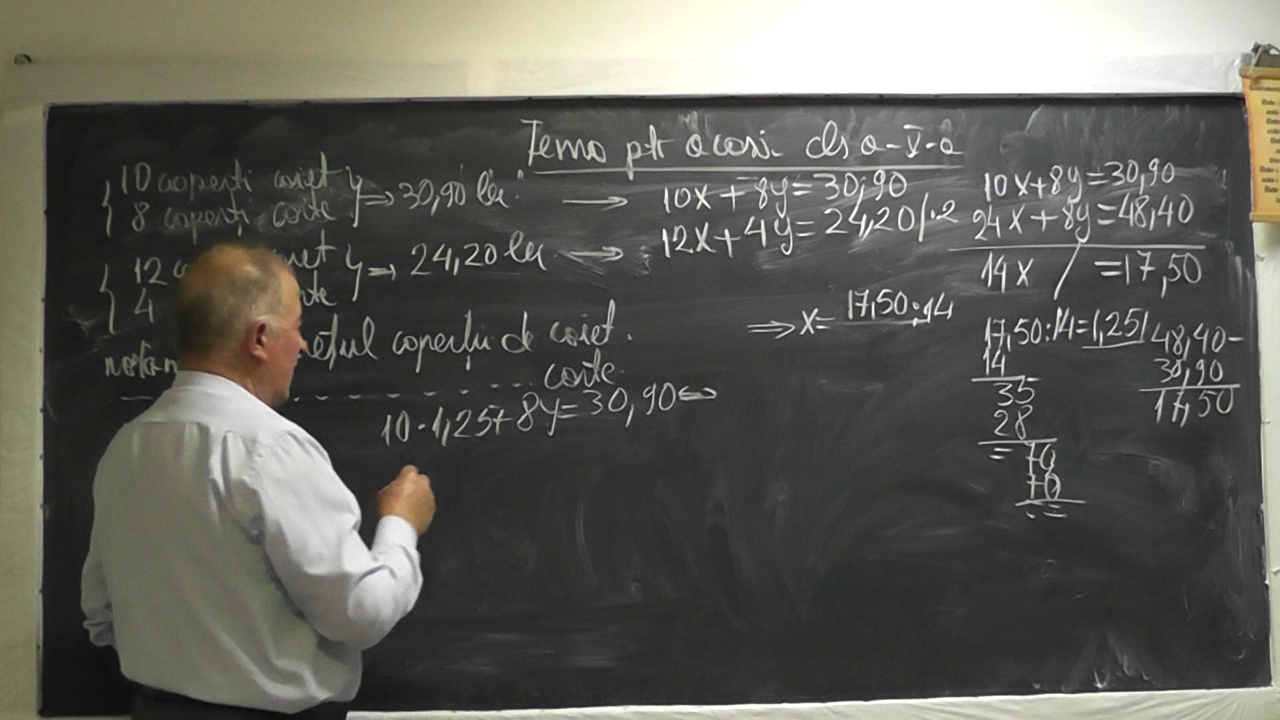 Tema ptr acasă cls a-V-a
10 coperți caiet
8 coperți carte
=> 30,90 lei
10x + 8y = 30,90
12 caiet
4 carte
=> 24,20 lei
12x + 4y = 24,20 /·2
prețul coperții de caiet.
carte
10·1,25 + 8y = 30,90 <=>
=> x = 17,50:14
10x + 8y = 30,90
24x + 8y = 48,40
14x / = 17,50
17,50:14 = 1,25
14
35
28
= 70
70
. . =
48,40 -
30,90
17,50